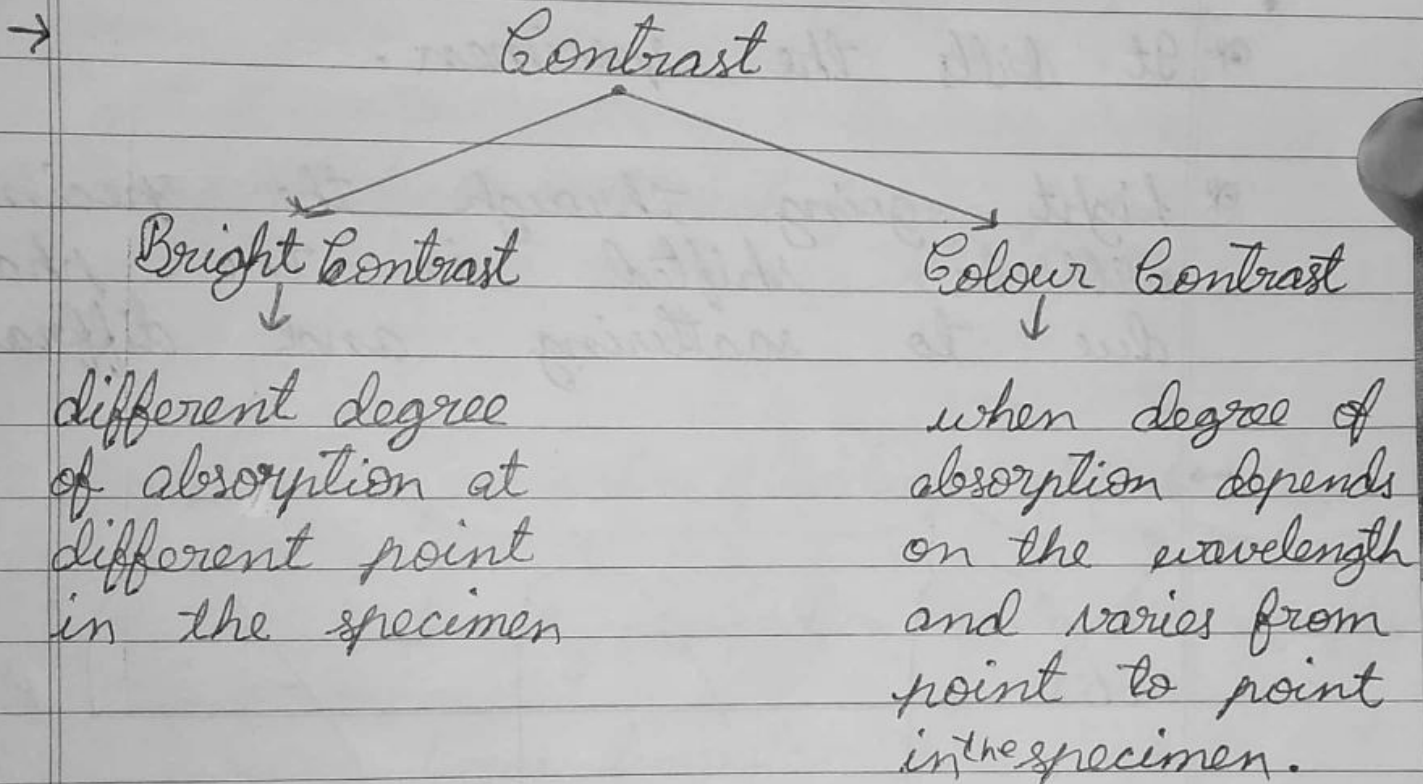 → Contrast
Bright Contrast
↓
different degree
of absorption at
different point
in the specimen
Colour Contrast
↓
when degree of
absorption depends
on the wavelength
and varies from
point to point
in the specimen.